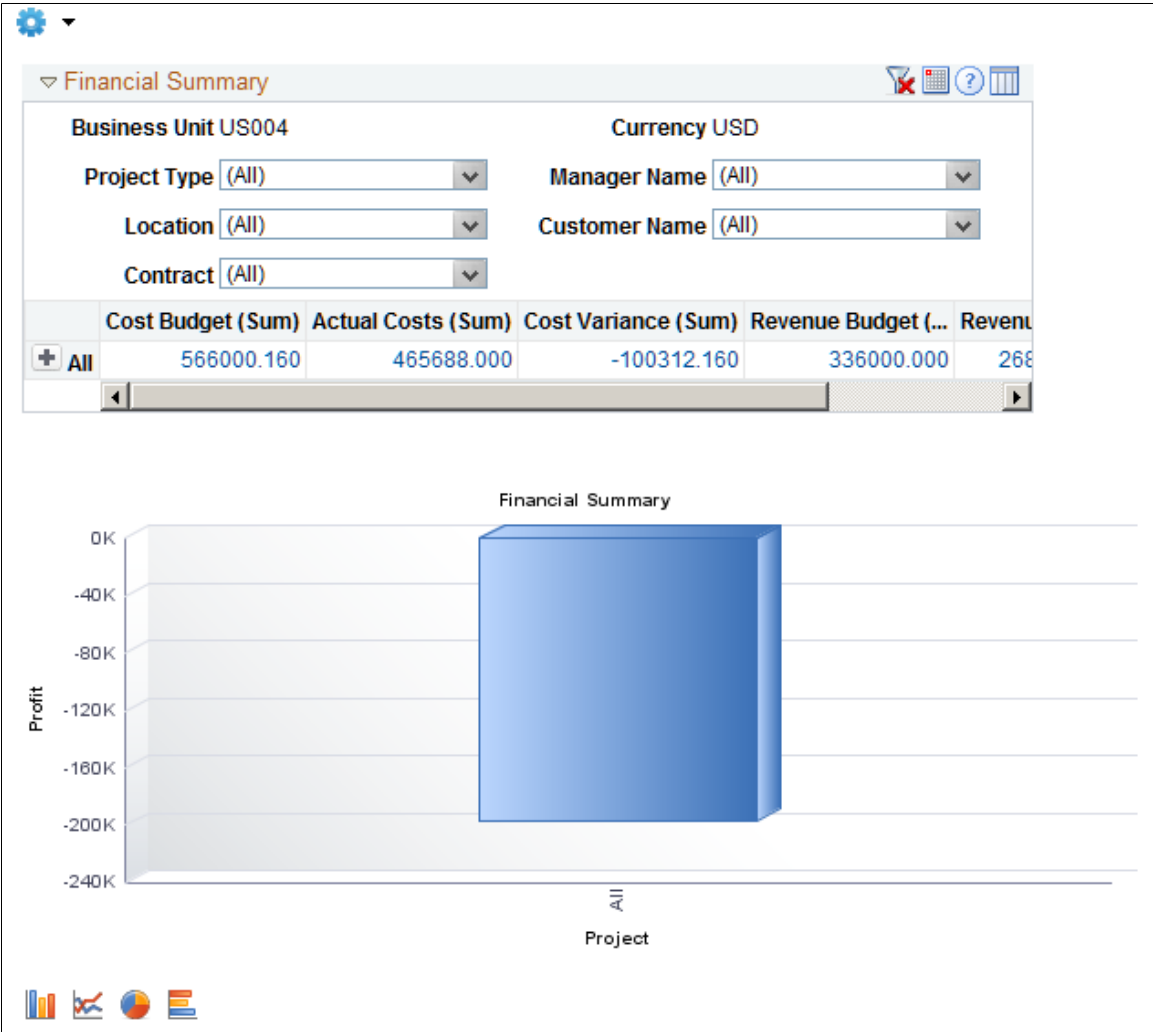 Financial Summary
Business Unit US004 Currency USD
Project Type (All) Manager Name (All)
Location (All) Customer Name (All)
Contract (All)
Cost Budget (Sum) Actual Costs (Sum) Cost Variance (Sum) Revenue Budget (... Revenu
All 566000.160 465688.000 -100312.160 336000.000 268
Financial Summary
0K
-40K
-80K
-120K
-160K
-200K
-240K
Profit
All
Project